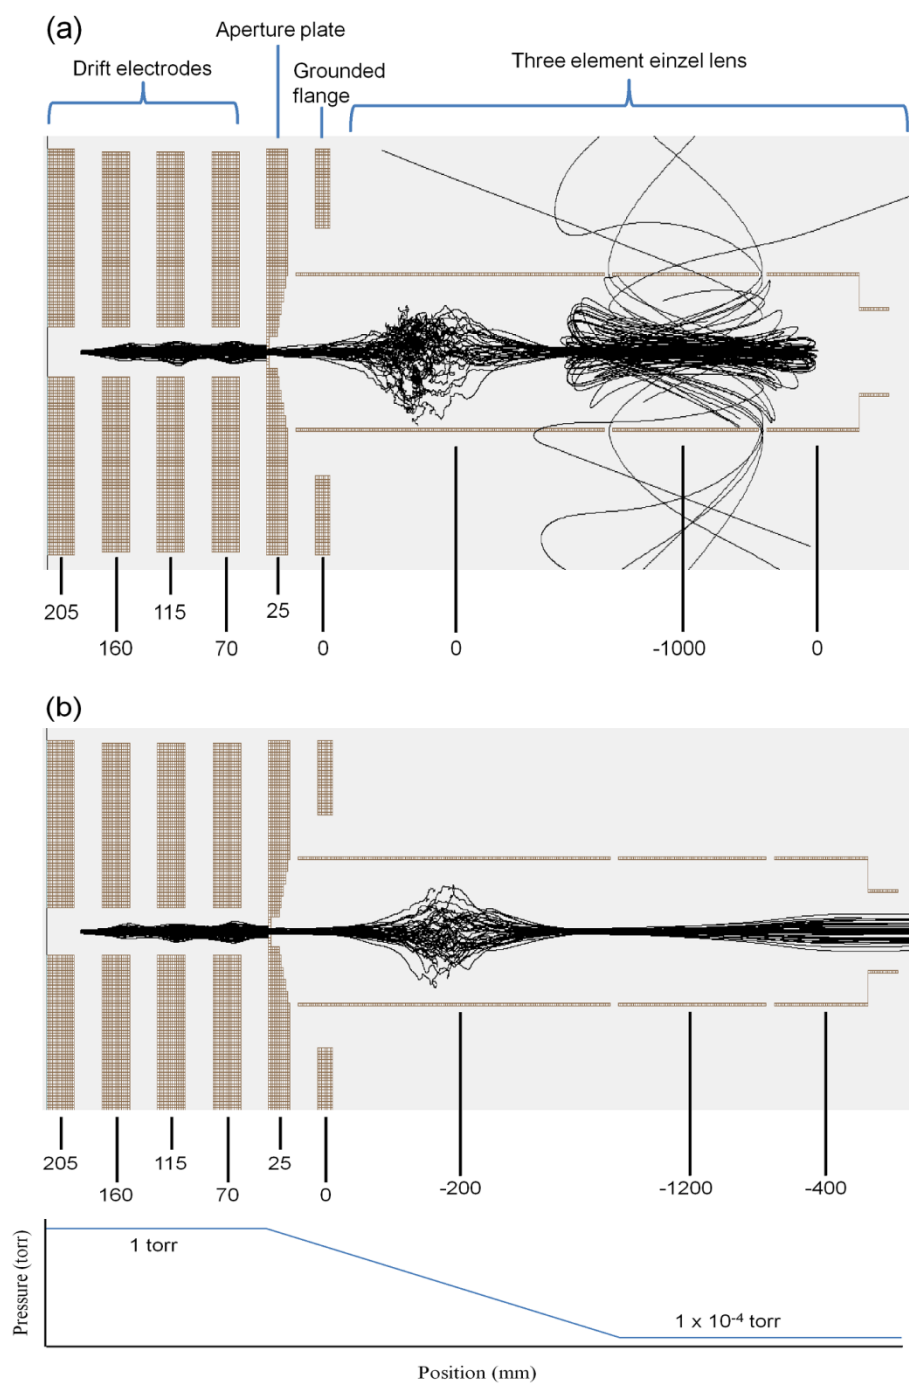 (a)
Aperture plate
Drift electrodes
Grounded
flange
Three element einzel lens
205
160
115
70
25
0
0
-1000
0
(b)
205
160
115
70
25
0
-200
-1200
-400
Pressure (torr)
1 torr
1 x 10⁻⁴ torr
Position (mm)